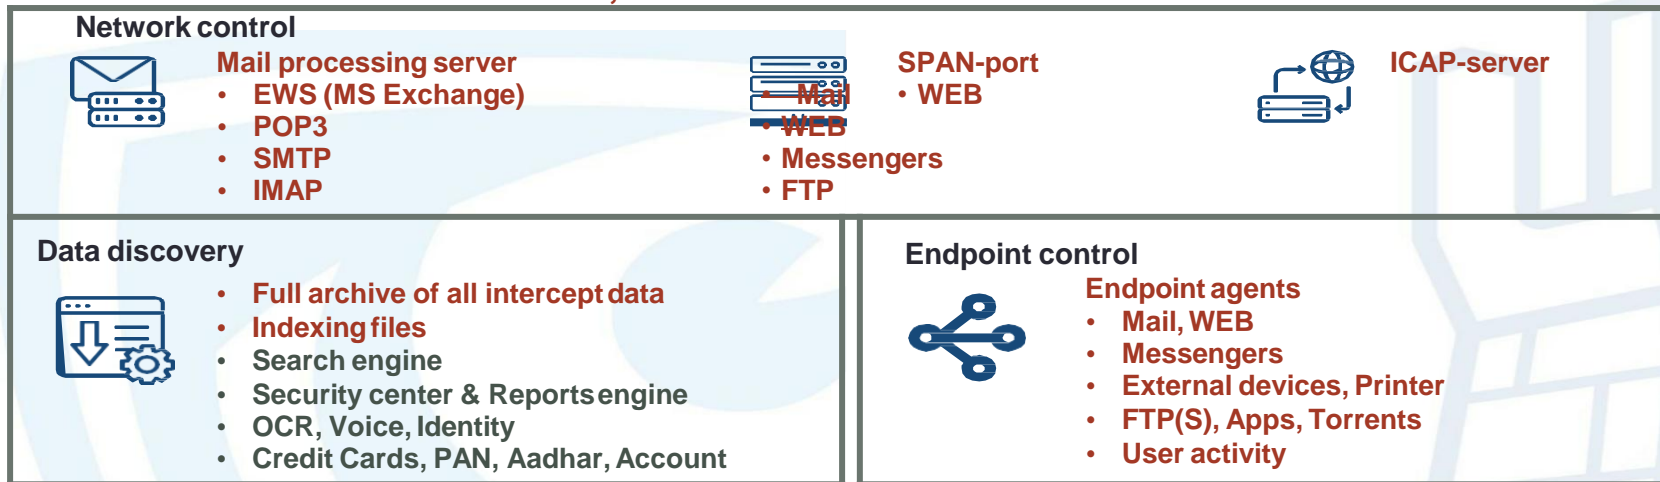 Network control
Mail processing server
• EWS (MS Exchange)
• POP3
• SMTP
• IMAP
SPAN-port
• Mail
• WEB
• Messengers
• FTP
ICAP-server
• WEB
Data discovery
• Full archive of all intercept data
• Indexing files
• Search engine
• Security center & Reports engine
• OCR, Voice, Identity
• Credit Cards, PAN, Aadhar, Account
Endpoint control
Endpoint agents
• Mail, WEB
• Messengers
• External devices, Printer
• FTP(S), Apps, Torrents
• User activity